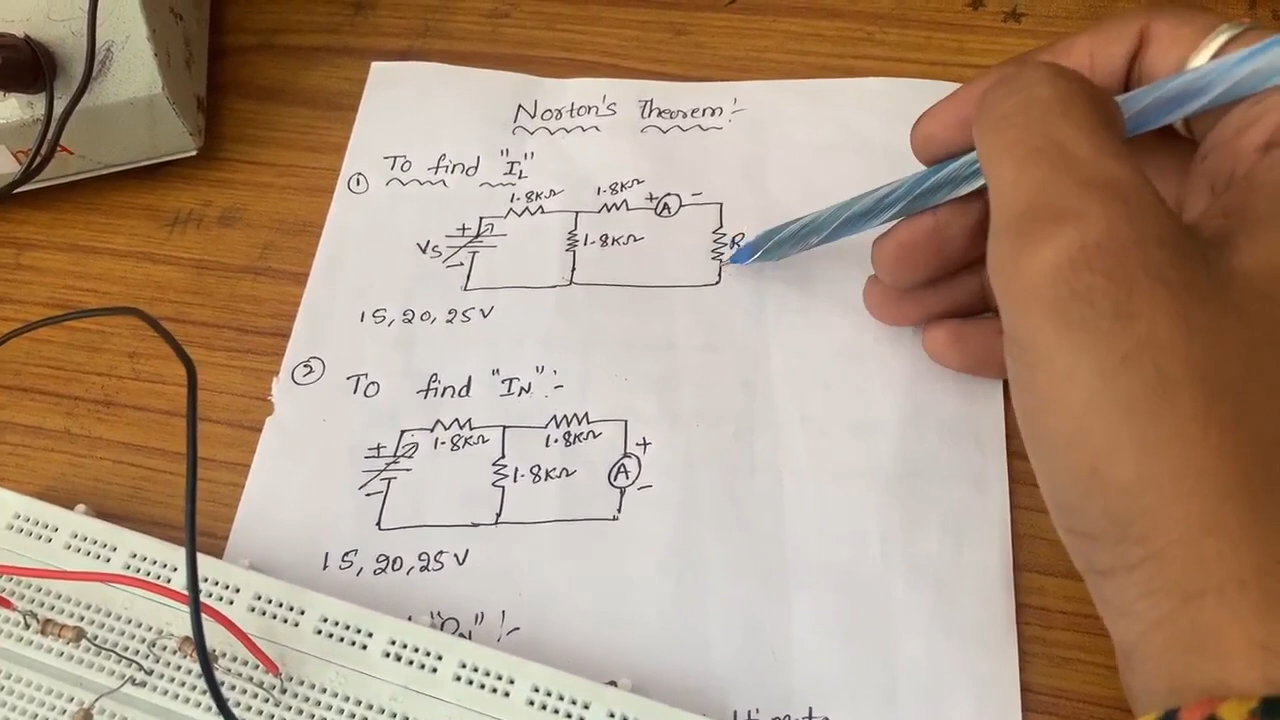 Norton's Theorem:-
① To find "IL"
1.8KΩ 1.8KΩ
+ A -
+ VS - 1.8KΩ R
15, 20, 25V
② To find "IN":-
1.8KΩ 1.8KΩ
+ - 1.8KΩ + A -
15, 20, 25V